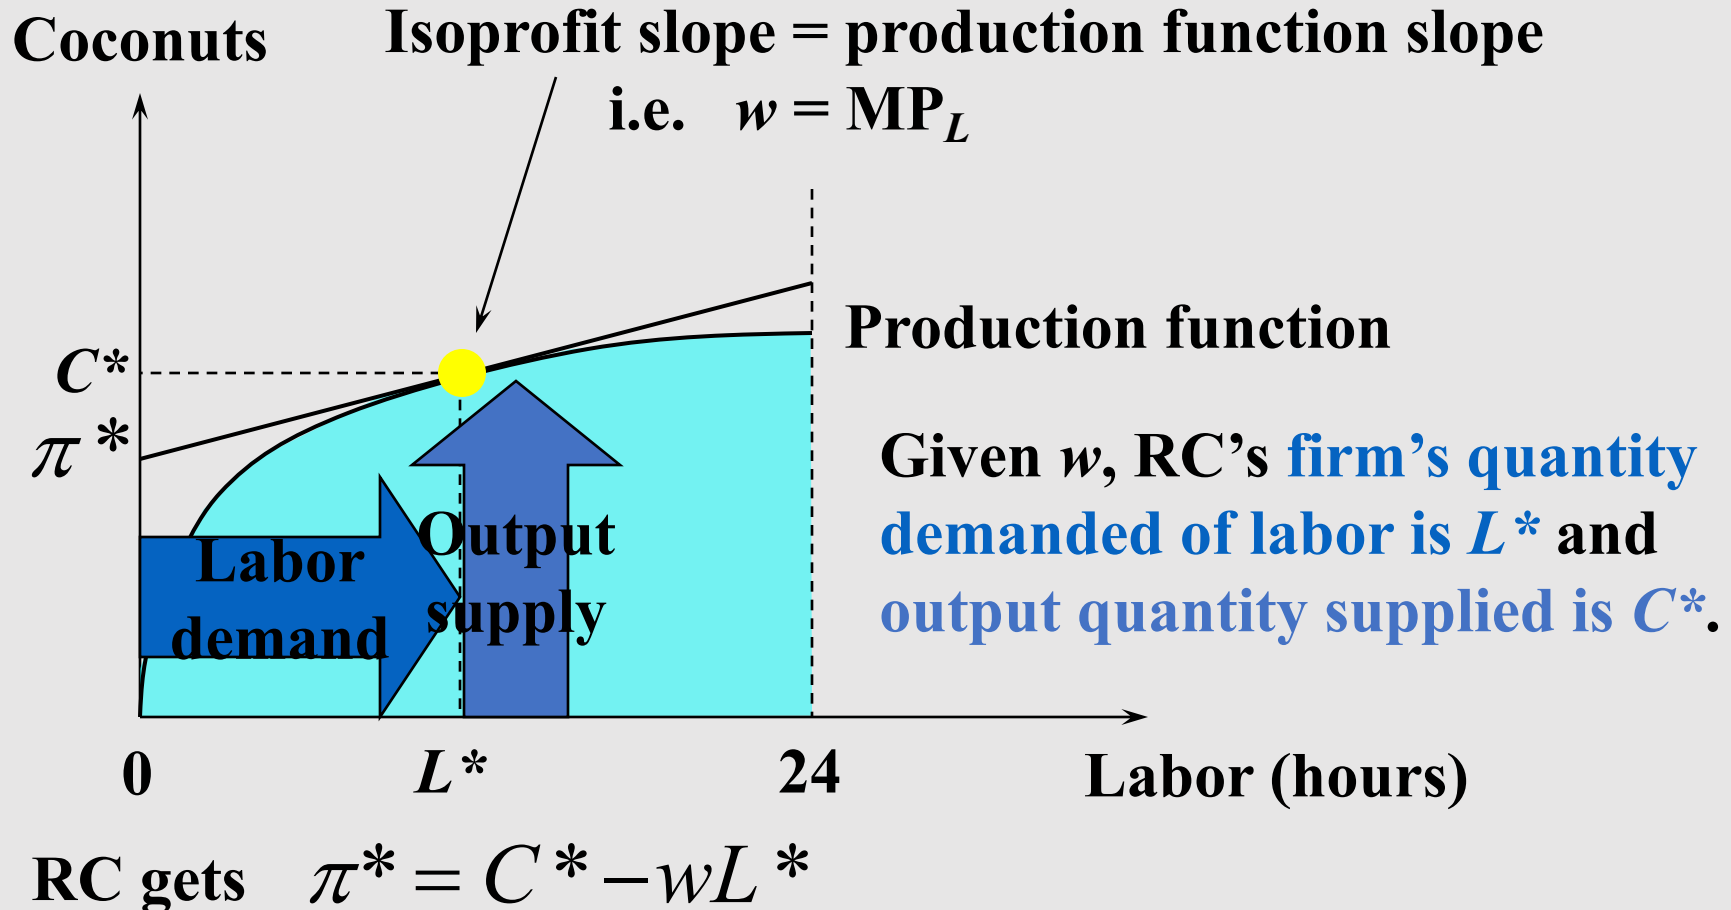 Coconuts
Isoprofit slope = production function slope
i.e. w = MP_L
Production function
C*
π*
Labor
demand
Output
supply
Given w, RC’s firm’s quantity
demanded of labor is L* and
output quantity supplied is C*.
0
L*
24
Labor (hours)
RC gets π* = C* − wL*